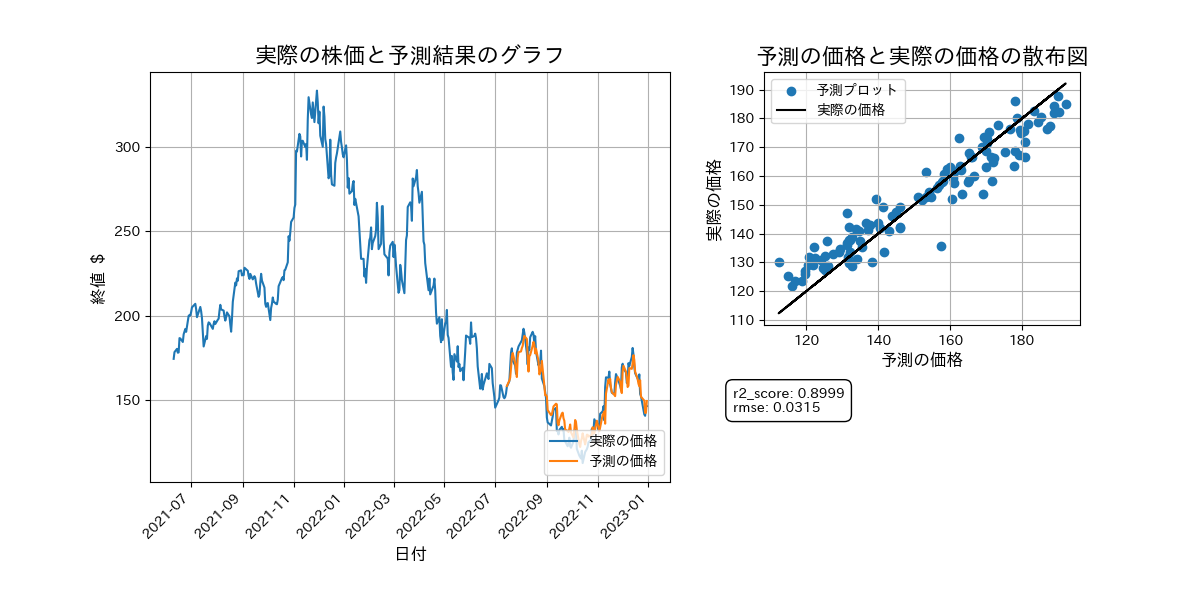 実際の株価と予測結果のグラフ
終値 $
300
250
200
150
2021-07
2021-09
2021-11
2022-01
2022-03
2022-05
2022-07
2022-09
2022-11
2023-01
日付
実際の価格
予測の価格
予測の価格と実際の価格の散布図
予測プロット
実際の価格
実際の価格
190
180
170
160
150
140
130
120
110
120
140
160
180
予測の価格
r2_score: 0.8999
rmse: 0.0315